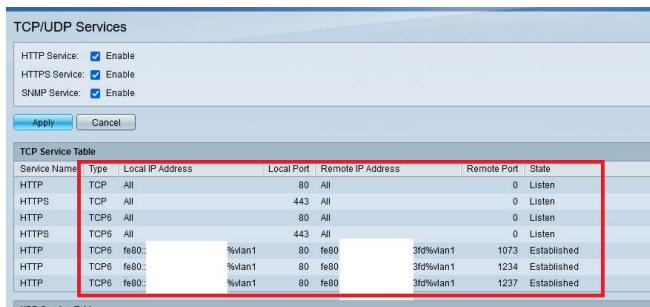 TCP/UDP Services
HTTP Service: Enable
HTTPS Service: Enable
SNMP Service: Enable
Apply Cancel
TCP Service Table
Service Name Type Local IP Address Local Port Remote IP Address Remote Port State
HTTP TCP All 80 All 0 Listen
HTTPS TCP All 443 All 0 Listen
HTTP TCP6 All 80 All 0 Listen
HTTPS TCP6 All 443 All 0 Listen
HTTP TCP6 fe80:: %vlan1 80 fe80 3fd%vlan1 1073 Established
HTTP TCP6 fe80: %vlan1 80 fe80 3fd%vlan1 1234 Established
HTTP TCP6 fe80: %vlan1 80 fe80 3fd%vlan1 1237 Established